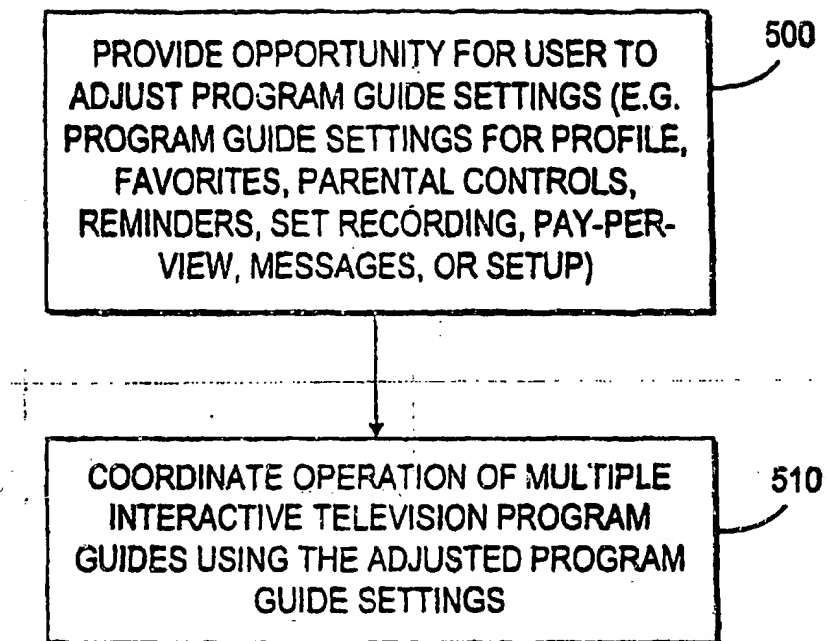 PROVIDE OPPORTUNITY FOR USER TO
ADJUST PROGRAM GUIDE SETTINGS (E.G.
PROGRAM GUIDE SETTINGS FOR PROFILE,
FAVORITES, PARENTAL CONTROLS,
REMINDERS, SET RECORDING, PAY-PER-
VIEW, MESSAGES, OR SETUP)
500
COORDINATE OPERATION OF MULTIPLE
INTERACTIVE TELEVISION PROGRAM
GUIDES USING THE ADJUSTED PROGRAM
GUIDE SETTINGS
510